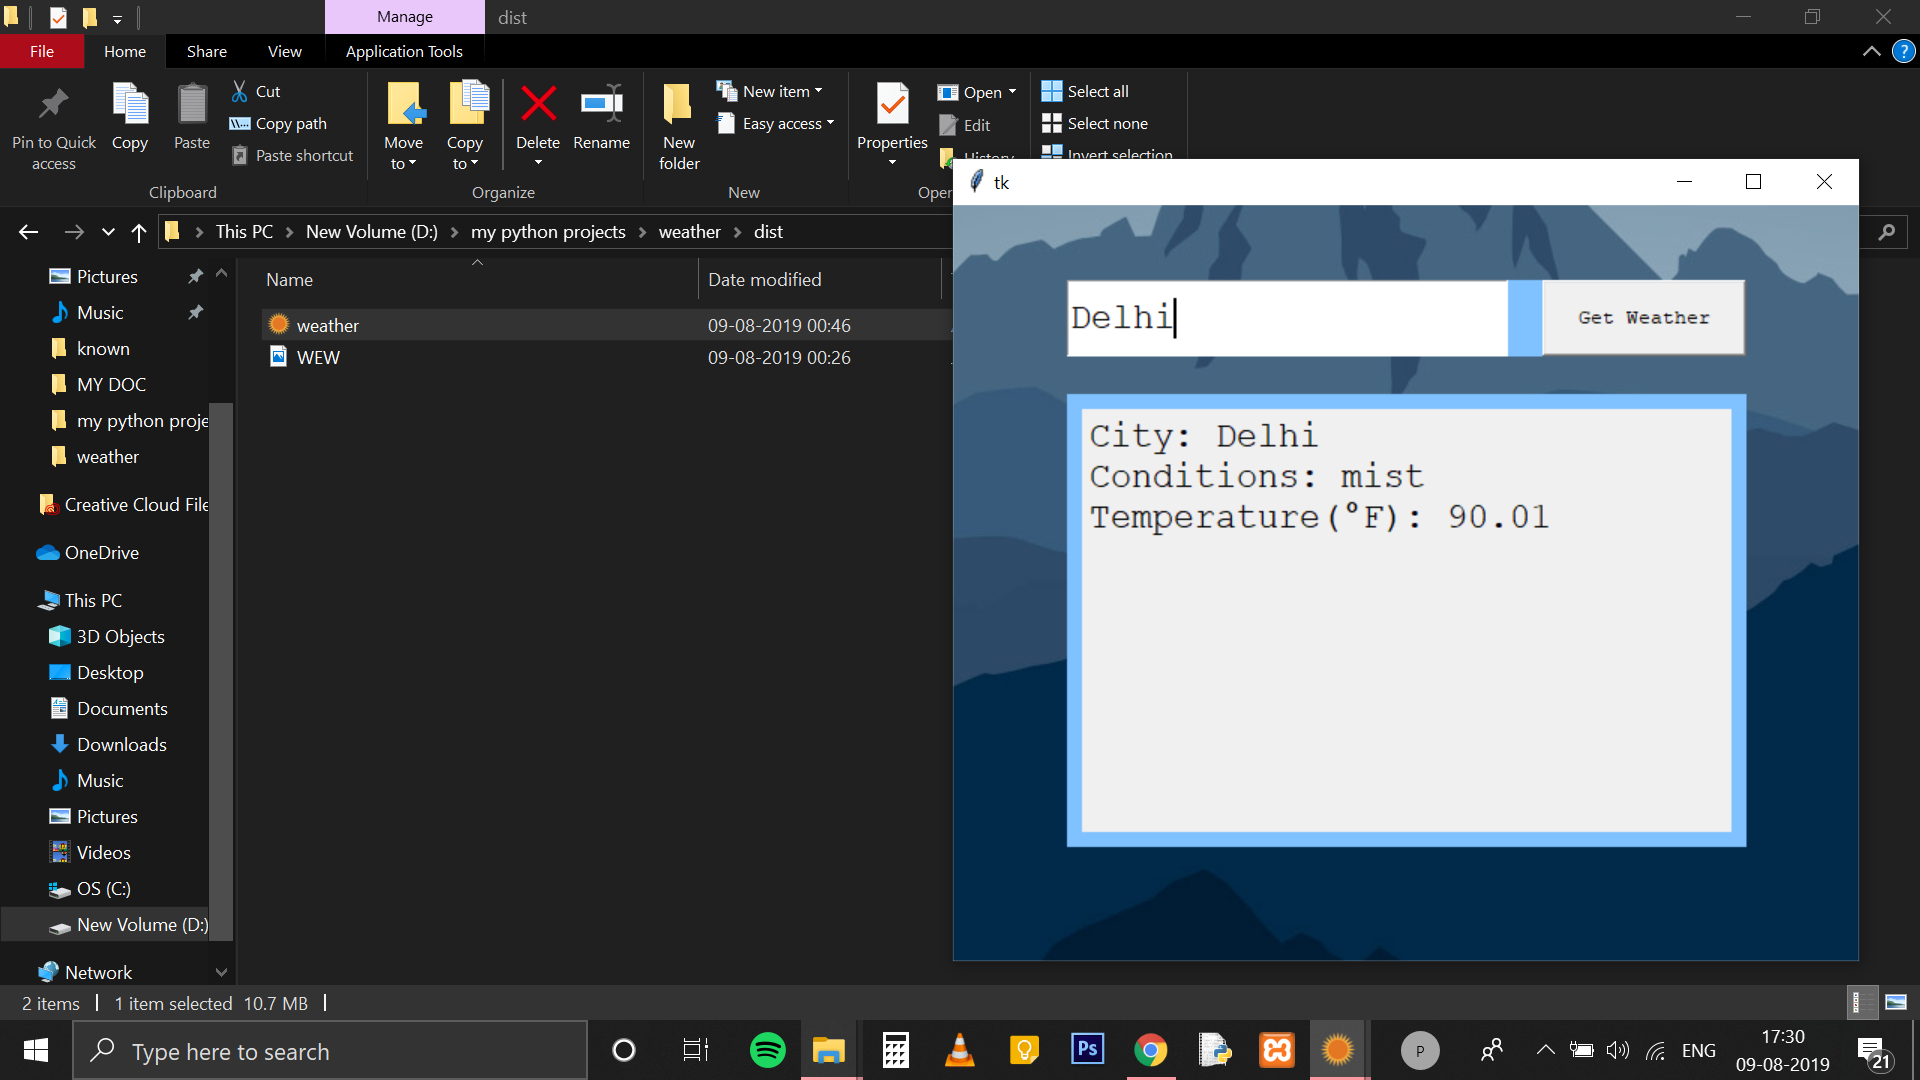 Manage
dist
File
Home
Share
View
Application Tools
Pin to Quick access
Copy
Paste
Cut
Copy path
Paste shortcut
Clipboard
Move to
Copy to
Delete
Rename
Organize
New folder
New item
Easy access
New
Properties
Open
Edit
History
Open
Select all
Select none
Invert selection
This PC
New Volume (D:)
my python projects
weather
dist
Name
Date modified
weather 09-08-2019 00:46
WEW 09-08-2019 00:26
Pictures
Music
known
MY DOC
my python proje
weather
Creative Cloud File
OneDrive
This PC
3D Objects
Desktop
Documents
Downloads
Music
Pictures
Videos
OS (C:)
New Volume (D:)
Network
2 items
1 item selected 10.7 MB
tk
Delhi
Get Weather
City: Delhi
Conditions: mist
Temperature(°F): 90.01
Type here to search
Ps
P
ENG
17:30
09-08-2019
21